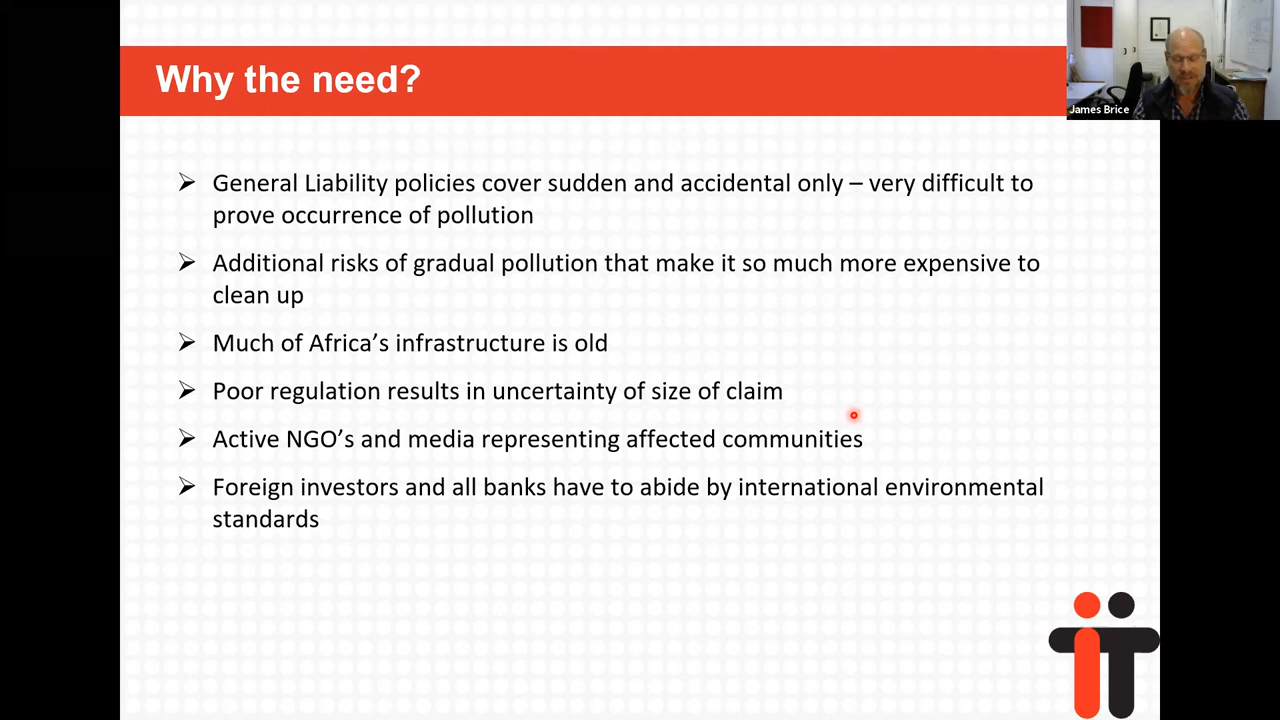 Why the need?
James Brice
➢ General Liability policies cover sudden and accidental only – very difficult to
prove occurrence of pollution
➢ Additional risks of gradual pollution that make it so much more expensive to
clean up
➢ Much of Africa’s infrastructure is old
➢ Poor regulation results in uncertainty of size of claim
➢ Active NGO’s and media representing affected communities
➢ Foreign investors and all banks have to abide by international environmental
standards